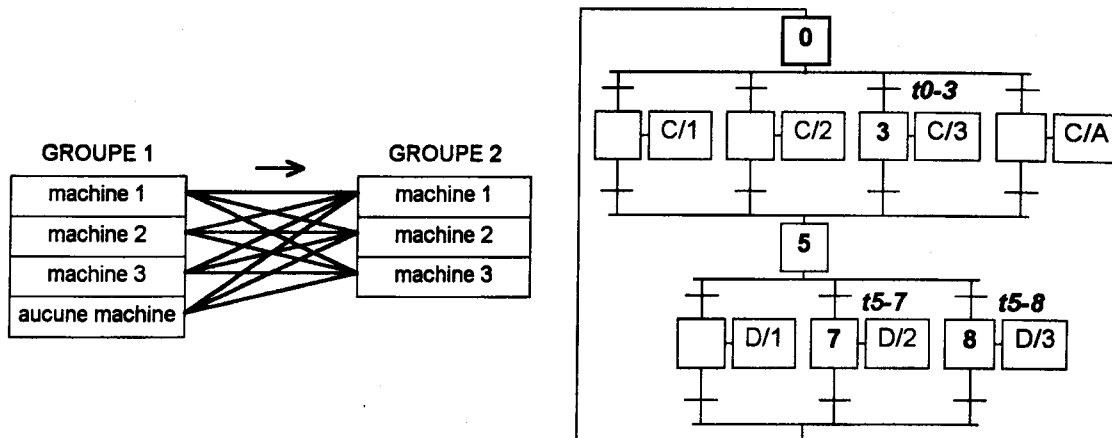 GROUPE 1
GROUPE 2
machine 1
machine 2
machine 3
aucune machine
machine 1
machine 2
machine 3
0
t0-3
C/1
C/2
3
C/3
C/A
5
t5-7
t5-8
D/1
7
D/2
8
D/3